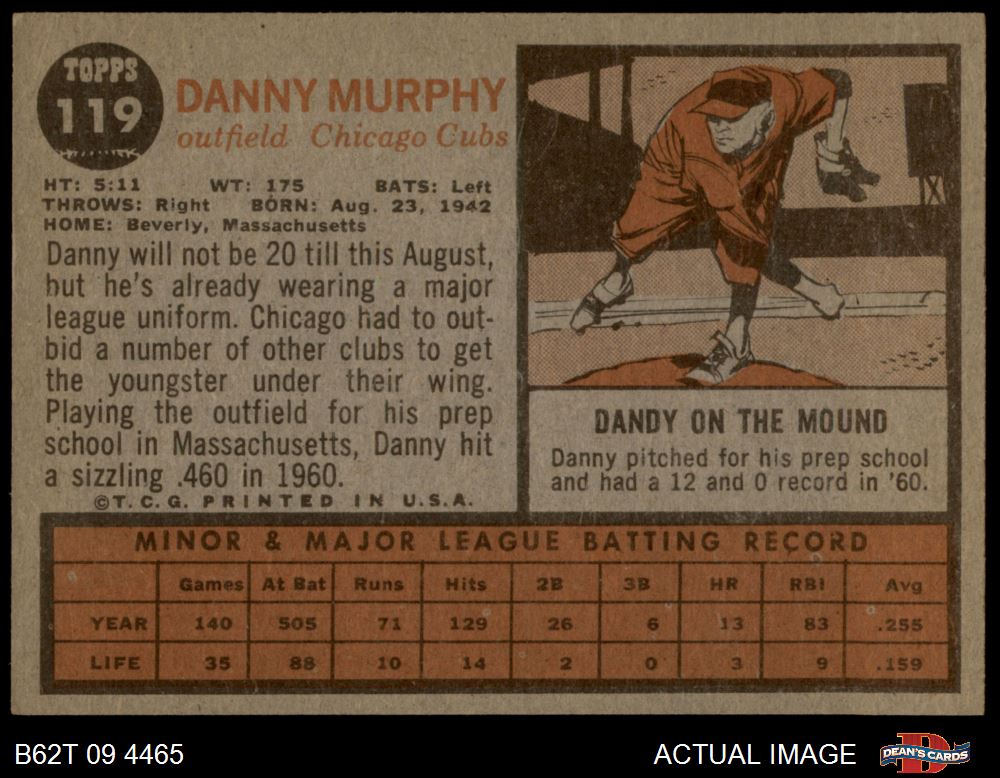 TOPPS
119
DANNY MURPHY
outfield Chicago Cubs
HT: 5:11 WT: 175 BATS: Left
THROWS: Right BORN: Aug. 23, 1942
HOME: Beverly, Massachusetts
Danny will not be 20 till this August,
but he's already wearing a major
league uniform. Chicago had to out-
bid a number of other clubs to get
the youngster under their wing.
Playing the outfield for his prep
school in Massachusetts, Danny hit
a sizzling .460 in 1960.
©T.C.G. PRINTED IN U.S.A.
DANDY ON THE MOUND
Danny pitched for his prep school
and had a 12 and 0 record in '60.
MINOR & MAJOR LEAGUE BATTING RECORD
Games At Bat Runs Hits 2B 3B HR RBI Avg
YEAR 140 505 71 129 26 6 13 83 .255
LIFE 35 88 10 14 2 0 3 9 .159
B62T 09 4465
ACTUAL IMAGE
DEAN'S CARDS